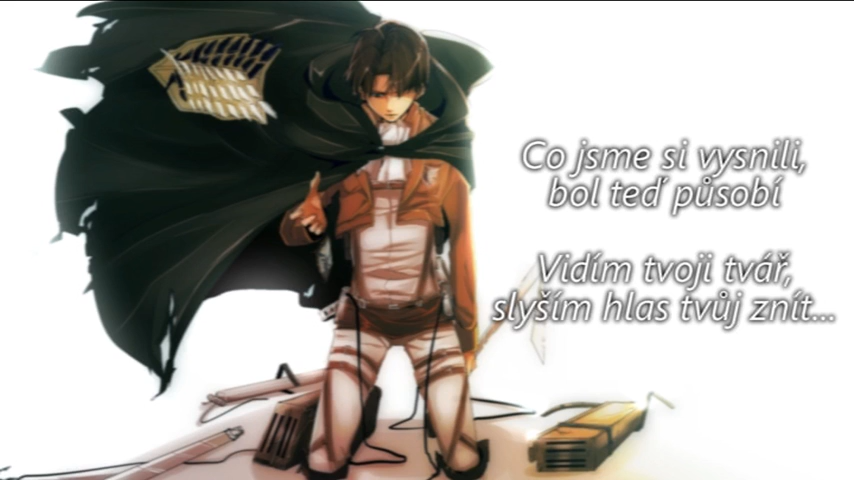 Co jsme si vysnili,
bol teď působí
Vidím tvoji tvář,
slyším hlas tvůj znít...